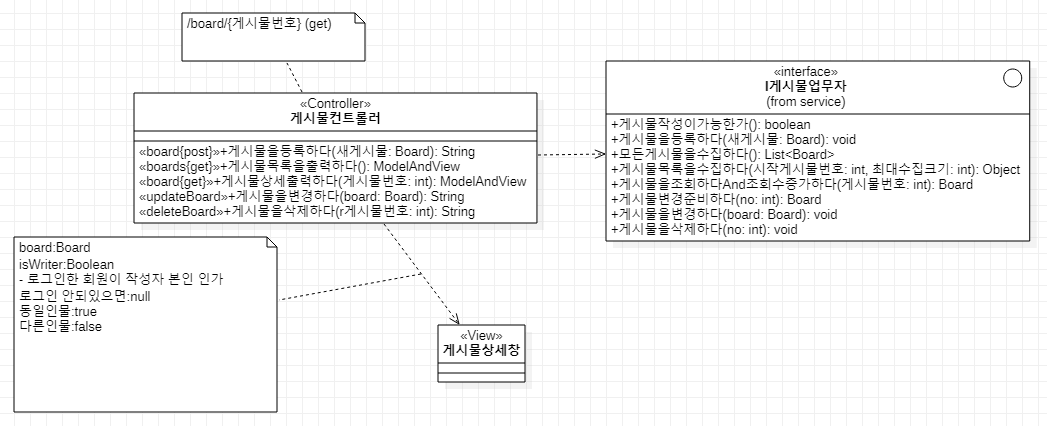 /board/{게시물번호} (get)
«Controller»
게시물컨트롤러
«board{post}»+게시물을등록하다(새게시물: Board): String
«boards{get}»+게시물목록을출력하다(): ModelAndView
«board{get}»+게시물상세출력하다(게시물번호: int): ModelAndView
«updateBoard»+게시물을변경하다(board: Board): String
«deleteBoard»+게시물을삭제하다(r게시물번호: int): String
«interface»
I게시물업무자
(from service)
+게시물작성이가능한가(): boolean
+게시물을등록하다(새게시물: Board): void
+모든게시물을수집하다(): List<Board>
+게시물목록을수집하다(시작게시물번호: int, 최대수집크기: int): Object
+게시물을조회하다And조회수증가하다(게시물번호: int): Board
+게시물변경준비하다(no: int): Board
+게시물을변경하다(board: Board): void
+게시물을삭제하다(no: int): void
board:Board
isWriter:Boolean
- 로그인한 회원이 작성자 본인 인가
로그인 안되있으면:null
동일인물:true
다른인물:false
«View»
게시물상세창